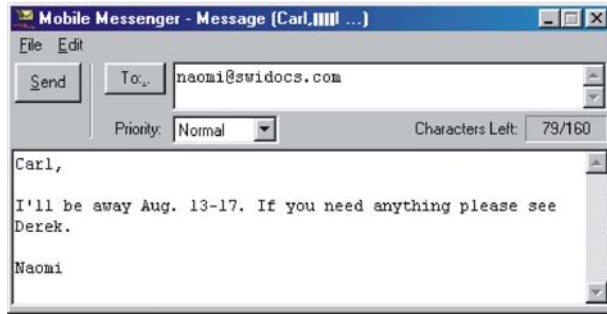 Mobile Messenger - Message (Carl, ...)
File Edit
Send
To:..
naomi@swidocs.com
Priority:
Normal
Characters Left:
79/160
Carl,
I'll be away Aug. 13-17. If you need anything please see
Derek.
Naomi